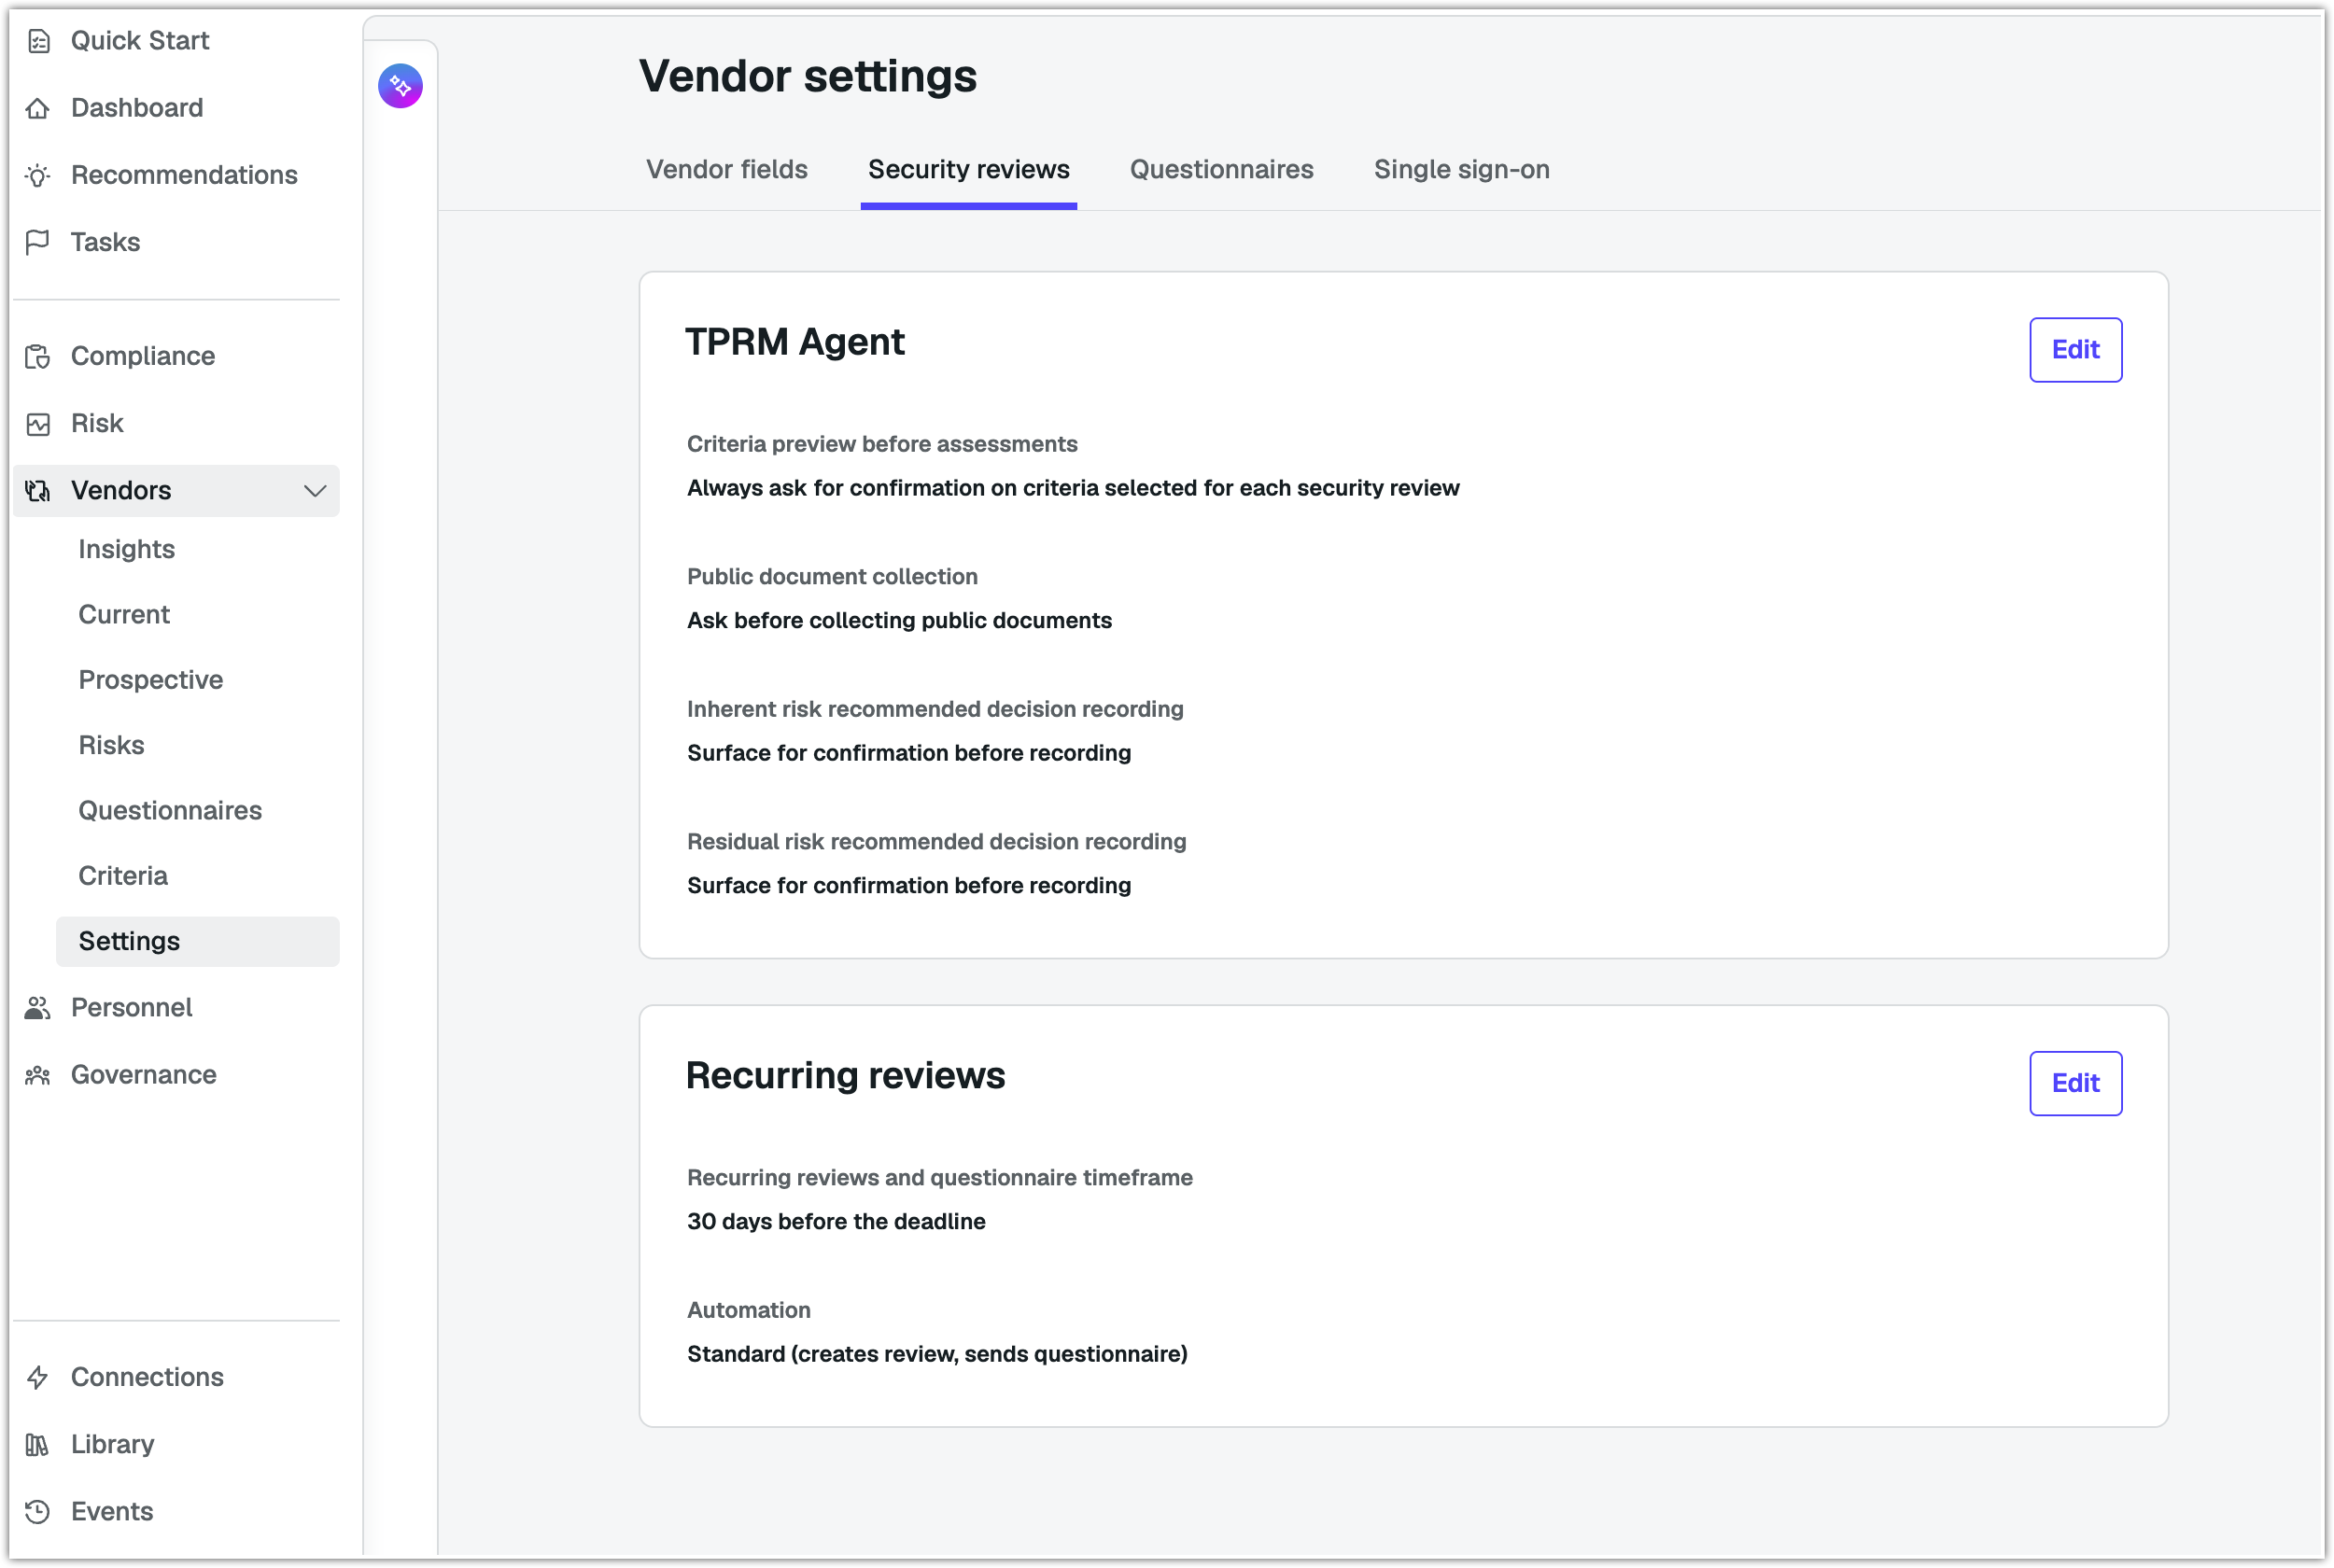 Quick Start
Dashboard
Recommendations
Tasks
Compliance
Risk
Vendors
Insights
Current
Prospective
Risks
Questionnaires
Criteria
Settings
Personnel
Governance
Connections
Library
Events
Vendor settings
Vendor fields
Security reviews
Questionnaires
Single sign-on
TPRM Agent
Edit
Criteria preview before assessments
Always ask for confirmation on criteria selected for each security review
Public document collection
Ask before collecting public documents
Inherent risk recommended decision recording
Surface for confirmation before recording
Residual risk recommended decision recording
Surface for confirmation before recording
Recurring reviews
Edit
Recurring reviews and questionnaire timeframe
30 days before the deadline
Automation
Standard (creates review, sends questionnaire)